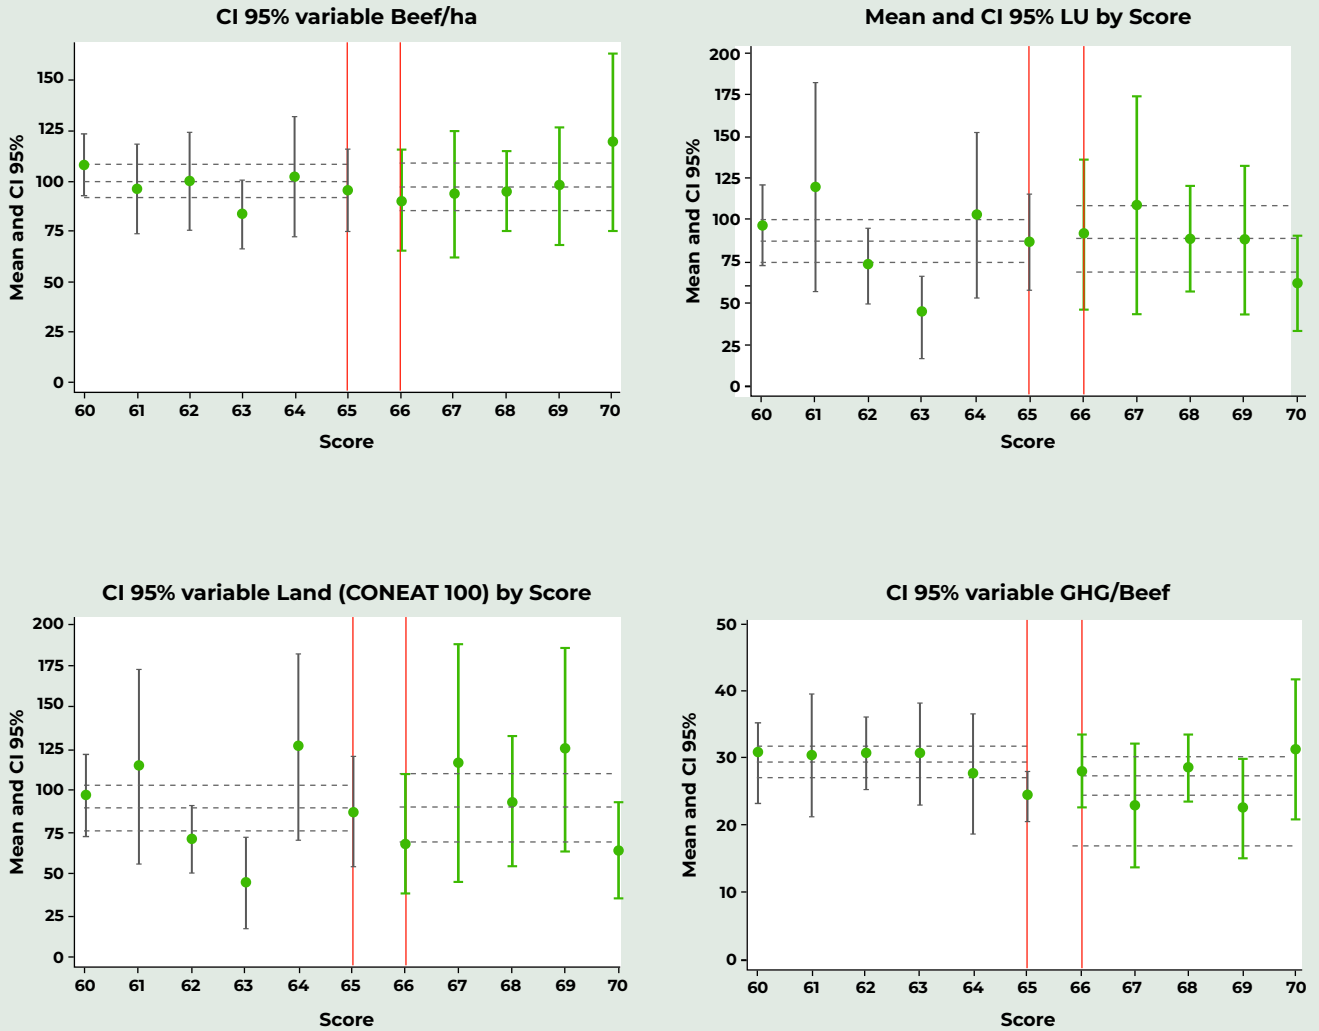 CI 95% variable Beef/ha
Mean and CI 95%
150
125
100
75
50
25
0
60 61 62 63 64 65 66 67 68 69 70
Score
Mean and CI 95% LU by Score
Mean and CI 95%
200
175
150
125
100
75
50
25
0
60 61 62 63 64 65 66 67 68 69 70
Score
CI 95% variable Land (CONEAT 100) by Score
Mean and CI 95%
200
175
150
125
100
75
50
25
0
60 61 62 63 64 65 66 67 68 69 70
Score
CI 95% variable GHG/Beef
Mean and CI 95%
50
40
30
20
10
0
60 61 62 63 64 65 66 67 68 69 70
Score